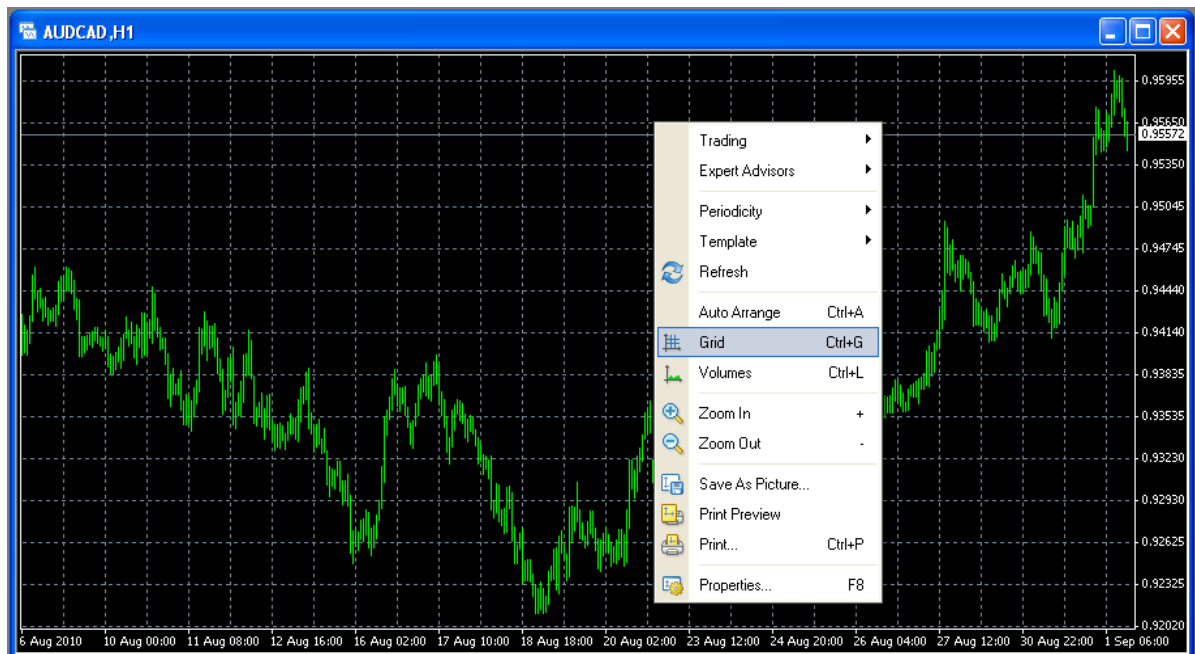 AUDCAD,H1
0.95955
0.95650
0.95572
0.95350
0.95045
0.94745
0.94440
0.94140
0.93835
0.93535
0.93230
0.92930
0.92625
0.92325
0.92020
Trading
Expert Advisors
Periodicity
Template
Refresh
Auto Arrange Ctrl+A
Grid Ctrl+G
Volumes Ctrl+L
Zoom In +
Zoom Out -
Save As Picture...
Print Preview
Print... Ctrl+P
Properties... F8
6 Aug 2010 10 Aug 00:00 11 Aug 08:00 12 Aug 16:00 16 Aug 02:00 17 Aug 10:00 18 Aug 18:00 20 Aug 02:00 23 Aug 12:00 24 Aug 20:00 26 Aug 04:00 27 Aug 12:00 30 Aug 22:00 1 Sep 06:00